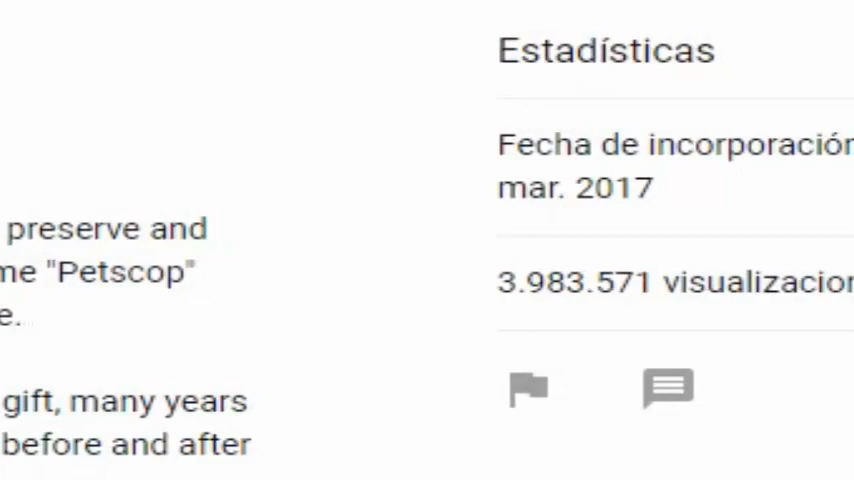 preserve and
me "Petscop"
e.
gift, many years
before and after
Estadísticas
Fecha de incorporación
mar. 2017
3.983.571 visualizacion